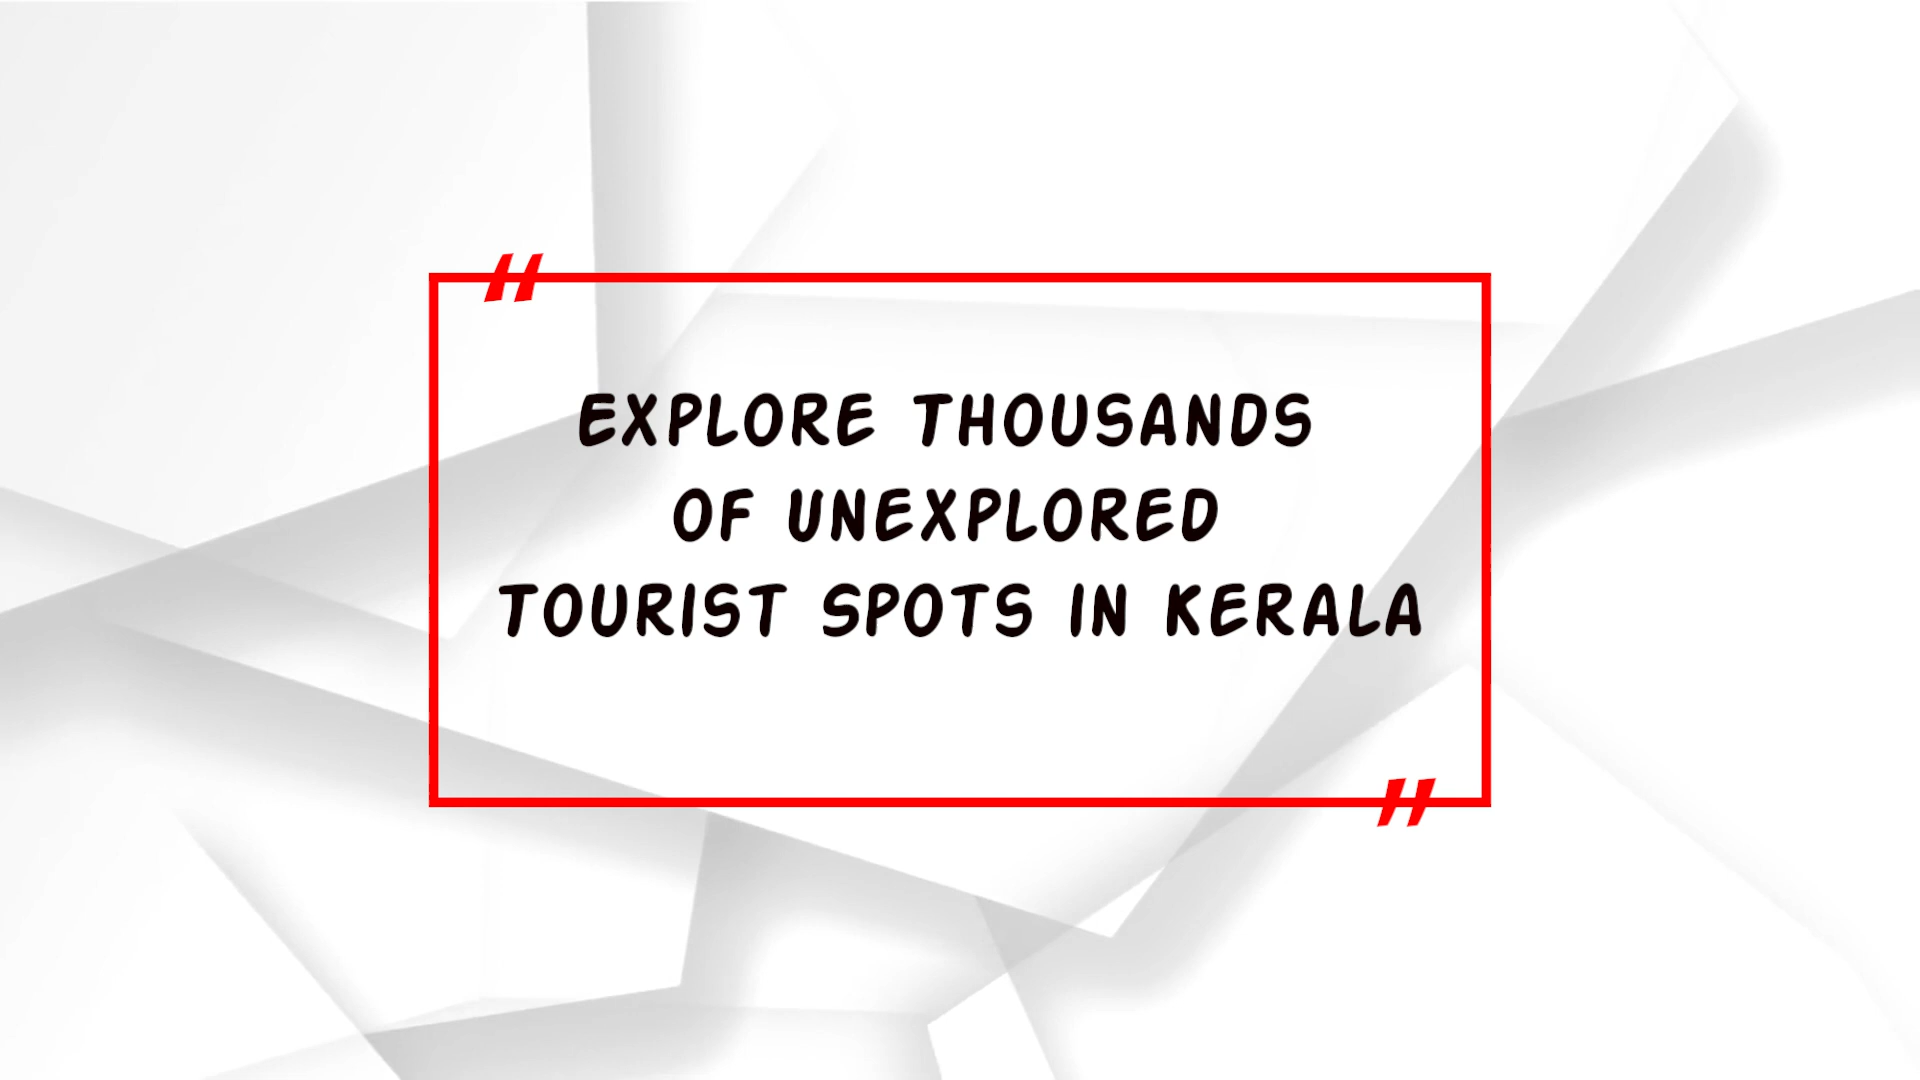 "
EXPLORE THOUSANDS
OF UNEXPLORED
TOURIST SPOTS IN KERALA
"